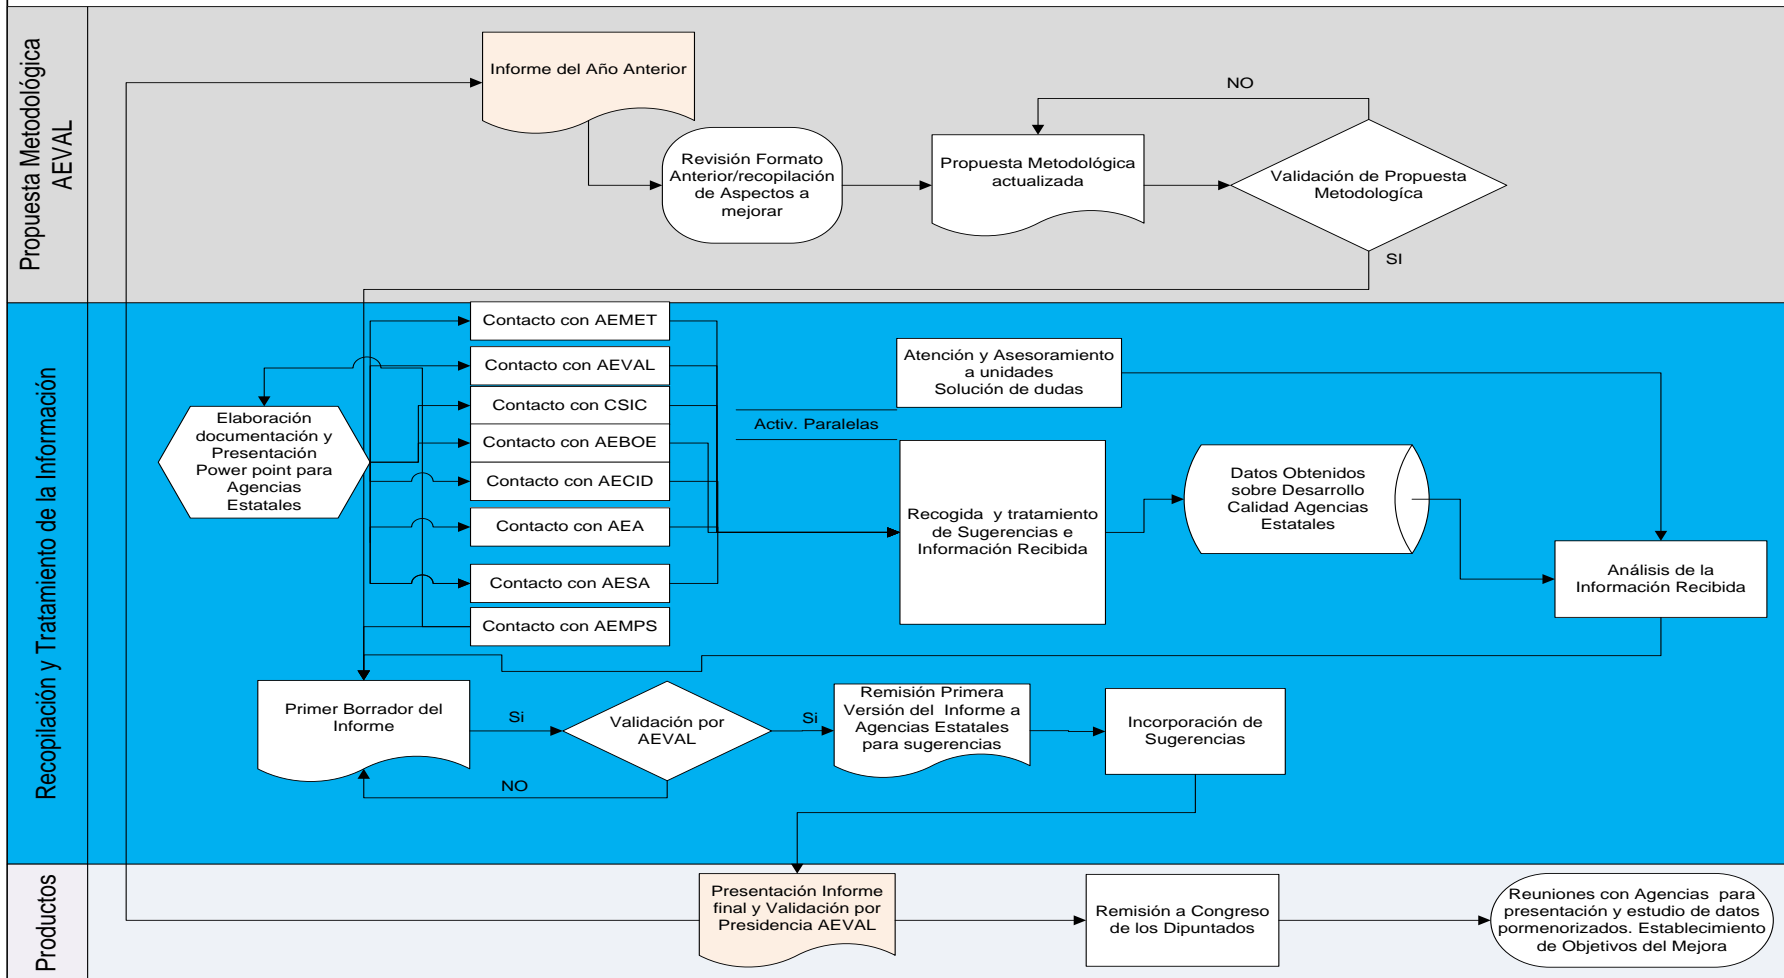 Propuesta Metodológica
AEVAL
Informe del Año Anterior
Revisión Formato
Anterior/recopilación
de Aspectos a
mejorar
Propuesta Metodológica
actualizada
NO
Validación de Propuesta
Metodologíca
SI
Recopilación y Tratamiento de la Información
Elaboración
documentación y
Presentación
Power point para
Agencias
Estatales
Contacto con AEMET
Contacto con AEVAL
Contacto con CSIC
Contacto con AEBOE
Contacto con AECID
Contacto con AEA
Contacto con AESA
Contacto con AEMPS
Atención y Asesoramiento
a unidades
Solución de dudas
Activ. Paralelas
Recogida y tratamiento
de Sugerencias e
Información Recibida
Datos Obtenidos
sobre Desarrollo
Calidad Agencias
Estatales
Análisis de la
Información Recibida
Primer Borrador del
Informe
Si
Validación por
AEVAL
NO
Si
Remisión Primera
Versión del Informe a
Agencias Estatales
para sugerencias
Incorporación de
Sugerencias
Productos
Presentación Informe
final y Validación por
Presidencia AEVAL
Remisión a Congreso
de los Dipuntados
Reuniones con Agencias para
presentación y estudio de datos
pormenorizados. Establecimiento
de Objetivos del Mejora